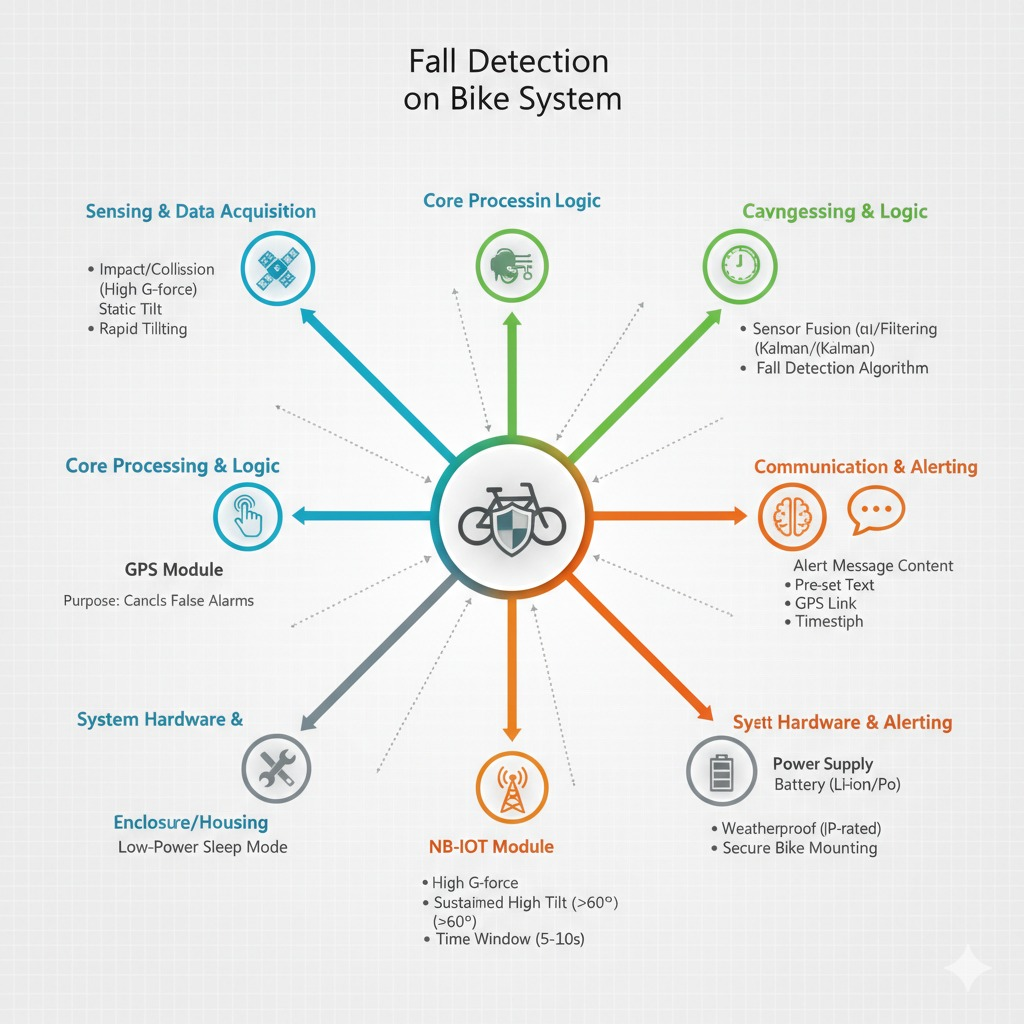 Fall Detection
on Bike System
Sensing & Data Acquisition
• Impact/Collission
(High G-force)
Static Tilt
• Rapid Tillting
Core Processin Logic
Cavngessing & Logic
• Sensor Fusion (αı/Filtering
(Kalman/(Kalman)
• Fall Detection Algorithm
Core Processing & Logic
GPS Module
Purpose: Cancls False Alarms
Communication & Alerting
Alert Message Content
• Pre-set Text
• GPS Link
• Timestiph
System Hardware &
Enclosure/Housing
Low-Power Sleep Mode
NB-IOT Module
• High G-force
• Sustaimed High Tilt (>60°)
(>60°)
• Time Window (5-10s)
Syett Hardware & Alerting
Power Supply
Battery (Li-ion/Po)
• Weatherproof (IP-rated)
• Secure Bike Mounting